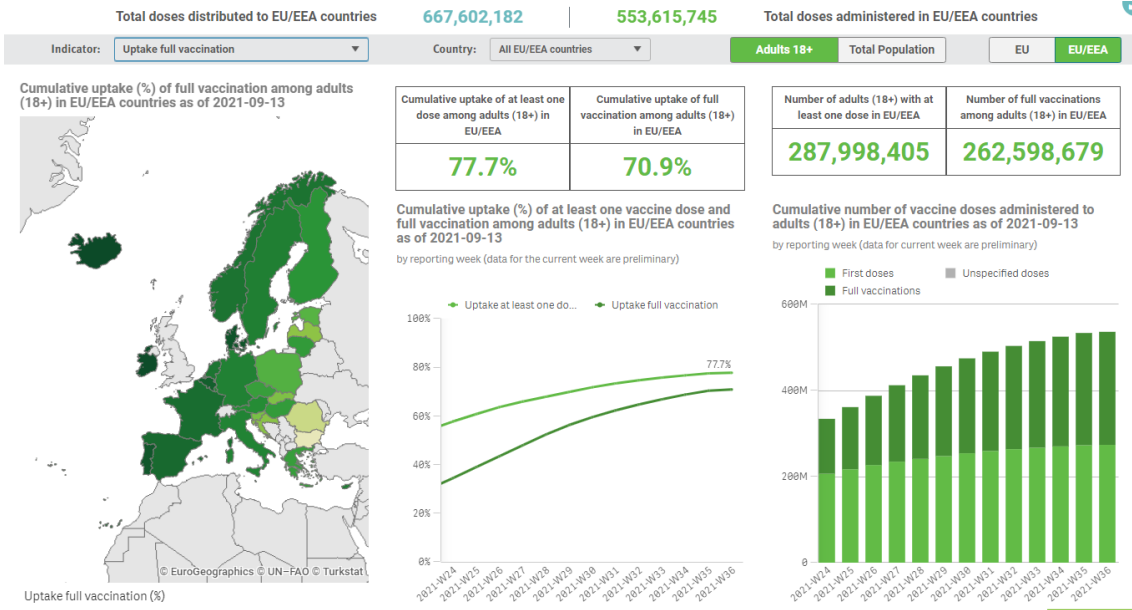 Total doses distributed to EU/EEA countries 667,602,182 553,615,745 Total doses administered in EU/EEA countries
Indicator: Uptake full vaccination Country: All EU/EEA countries Adults 18+ Total Population EU EU/EEA
Cumulative uptake (%) of full vaccination among adults
(18+) in EU/EEA countries as of 2021-09-13
© EuroGeographics © UN-FAO © Turkstat
Uptake full vaccination (%)
Cumulative uptake of at least one
dose among adults (18+) in
EU/EEA
77.7%
Cumulative uptake of full
vaccination among adults (18+)
in EU/EEA
70.9%
Cumulative uptake (%) of at least one vaccine dose and
full vaccination among adults (18+) in EU/EEA countries
as of 2021-09-13
by reporting week (data for the current week are preliminary)
Uptake at least one do... Uptake full vaccination
100%
80%
60%
40%
20%
0%
77.7%
2021-W24 2021-W25 2021-W26 2021-W27 2021-W28 2021-W29 2021-W30 2021-W31 2021-W32 2021-W33 2021-W34 2021-W35 2021-W36
Number of adults (18+) with at
least one dose in EU/EEA
287,998,405
Number of full vaccinations
among adults (18+) in EU/EEA
262,598,679
Cumulative number of vaccine doses administered to
adults (18+) in EU/EEA countries as of 2021-09-13
by reporting week (data for current week are preliminary)
First doses Unspecified doses
Full vaccinations
600M
400M
200M
0
2021-W24 2021-W25 2021-W26 2021-W27 2021-W28 2021-W29 2021-W30 2021-W31 2021-W32 2021-W33 2021-W34 2021-W35 2021-W36